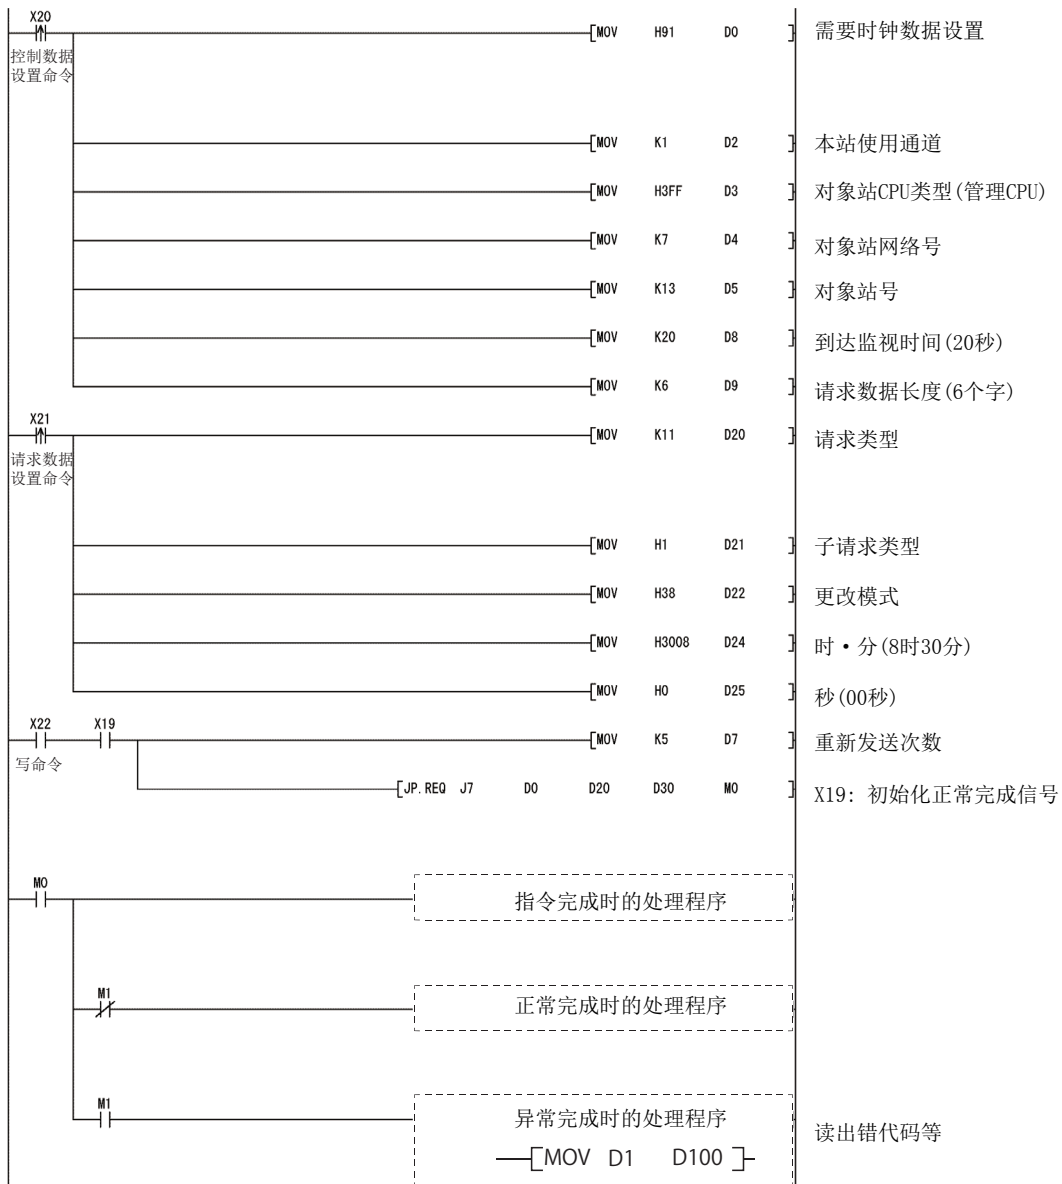 X20
[MOV H91 D0 ] 需要时钟数据设置
控制数据
设置命令
[MOV K1 D2 ] 本站使用通道
[MOV H3FF D3 ] 对象站CPU类型(管理CPU)
[MOV K7 D4 ] 对象站网络号
[MOV K13 D5 ] 对象站号
[MOV K20 D8 ] 到达监视时间(20秒)
[MOV K6 D9 ] 请求数据长度(6个字)
X21
[MOV K11 D20 ] 请求类型
请求数据
设置命令
[MOV H1 D21 ] 子请求类型
[MOV H38 D22 ] 更改模式
[MOV H3008 D24 ] 时·分(8时30分)
[MOV H0 D25 ] 秒(00秒)
X22 X19
[MOV K5 D7 ] 重新发送次数
写命令
[JP.REQ J7 D0 D20 D30 M0 ] X19: 初始化正常完成信号
M0
指令完成时的处理程序
M1
正常完成时的处理程序
M1
异常完成时的处理程序
读出错代码等
[MOV D1 D100 ]